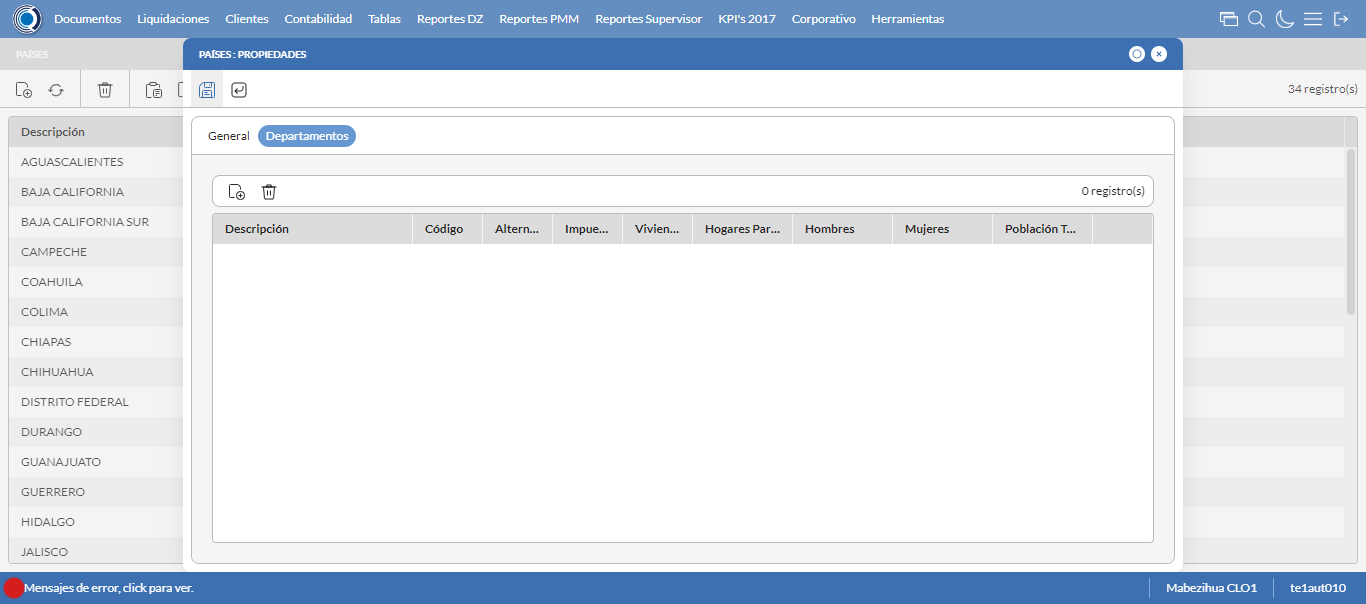 Documentos Liquidaciones Clientes Contabilidad Tablas Reportes DZ Reportes PMM Reportes Supervisor KPI's 2017 Corporativo Herramientas
PAÍSES
PAÍSES : PROPIEDADES
34 registro(s)
General Departamentos
0 registro(s)
Descripción Código Altern... Impue... Vivien... Hogares Par... Hombres Mujeres Población T...
Descripción
AGUASCALIENTES
BAJA CALIFORNIA
BAJA CALIFORNIA SUR
CAMPECHE
COAHUILA
COLIMA
CHIAPAS
CHIHUAHUA
DISTRITO FEDERAL
DURANGO
GUANAJUATO
GUERRERO
HIDALGO
JALISCO
Mensajes de error, click para ver. Mabezihua CLO1 te1aut010